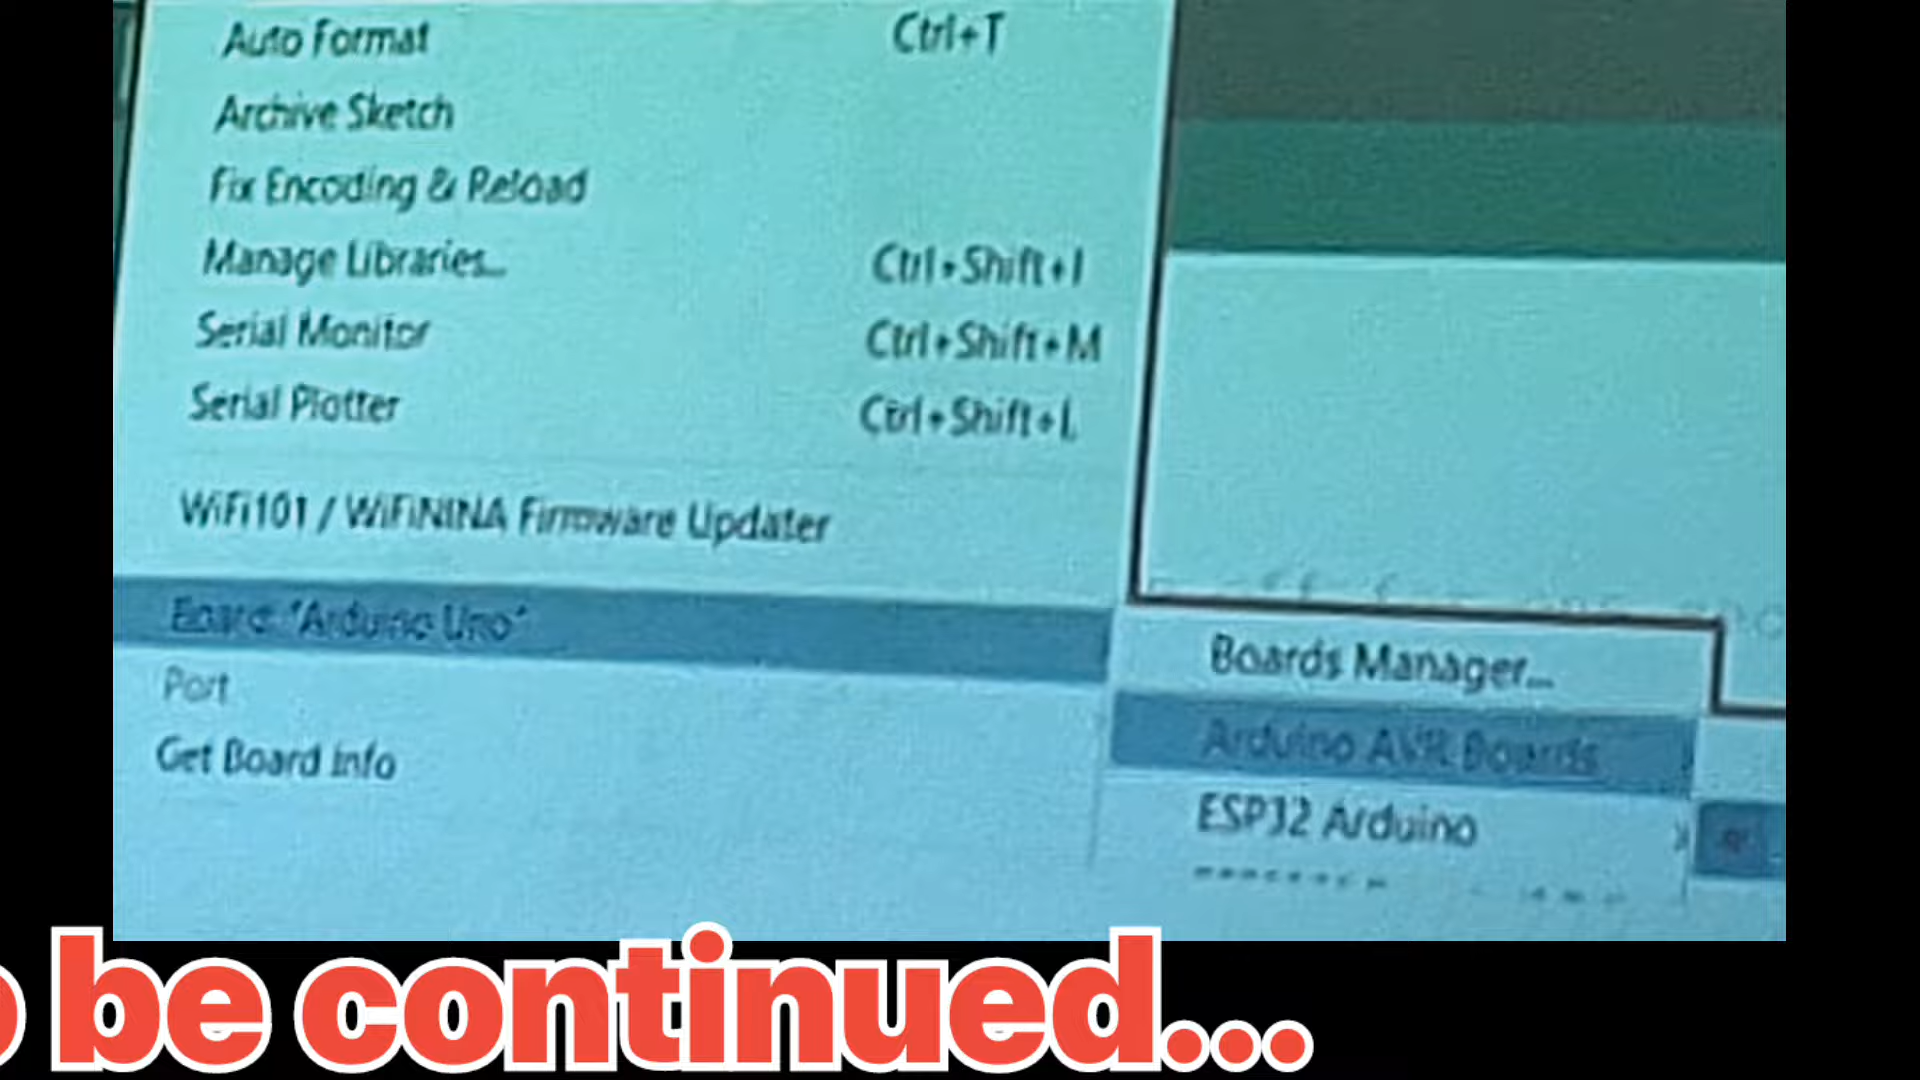 Auto Format Ctrl+T
Archive Sketch
Fix Encoding & Reload
Manage Libraries... Ctrl+Shift+I
Serial Monitor Ctrl+Shift+M
Serial Plotter Ctrl+Shift+L
WiFi101 / WiFiNINA Firmware Updater
Board: "Arduino Uno"
Boards Manager...
Port
Arduino AVR Boards
Get Board Info
ESP32 Arduino
be continued...